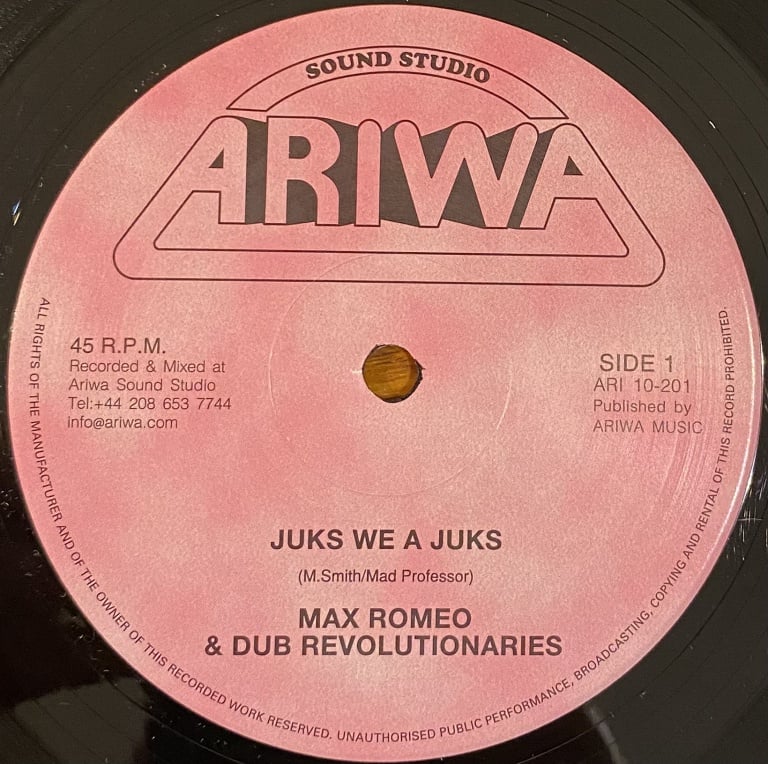 SOUND STUDIO
ARIWA
45 R.P.M.
Recorded & Mixed at
Ariwa Sound Studio
Tel:+44 208 653 7744
info@ariwa.com
SIDE 1
ARI 10-201
Published by
ARIWA MUSIC
JUKS WE A JUKS
(M.Smith/Mad Professor)
MAX ROMEO
& DUB REVOLUTIONARIES
ALL RIGHTS OF THE MANUFACTURER AND OF THE OWNER OF THIS RECORDED WORK RESERVED. UNAUTHORISED PUBLIC PERFORMANCE, BROADCASTING, COPYING AND RENTAL OF THIS RECORD PROHIBITED.